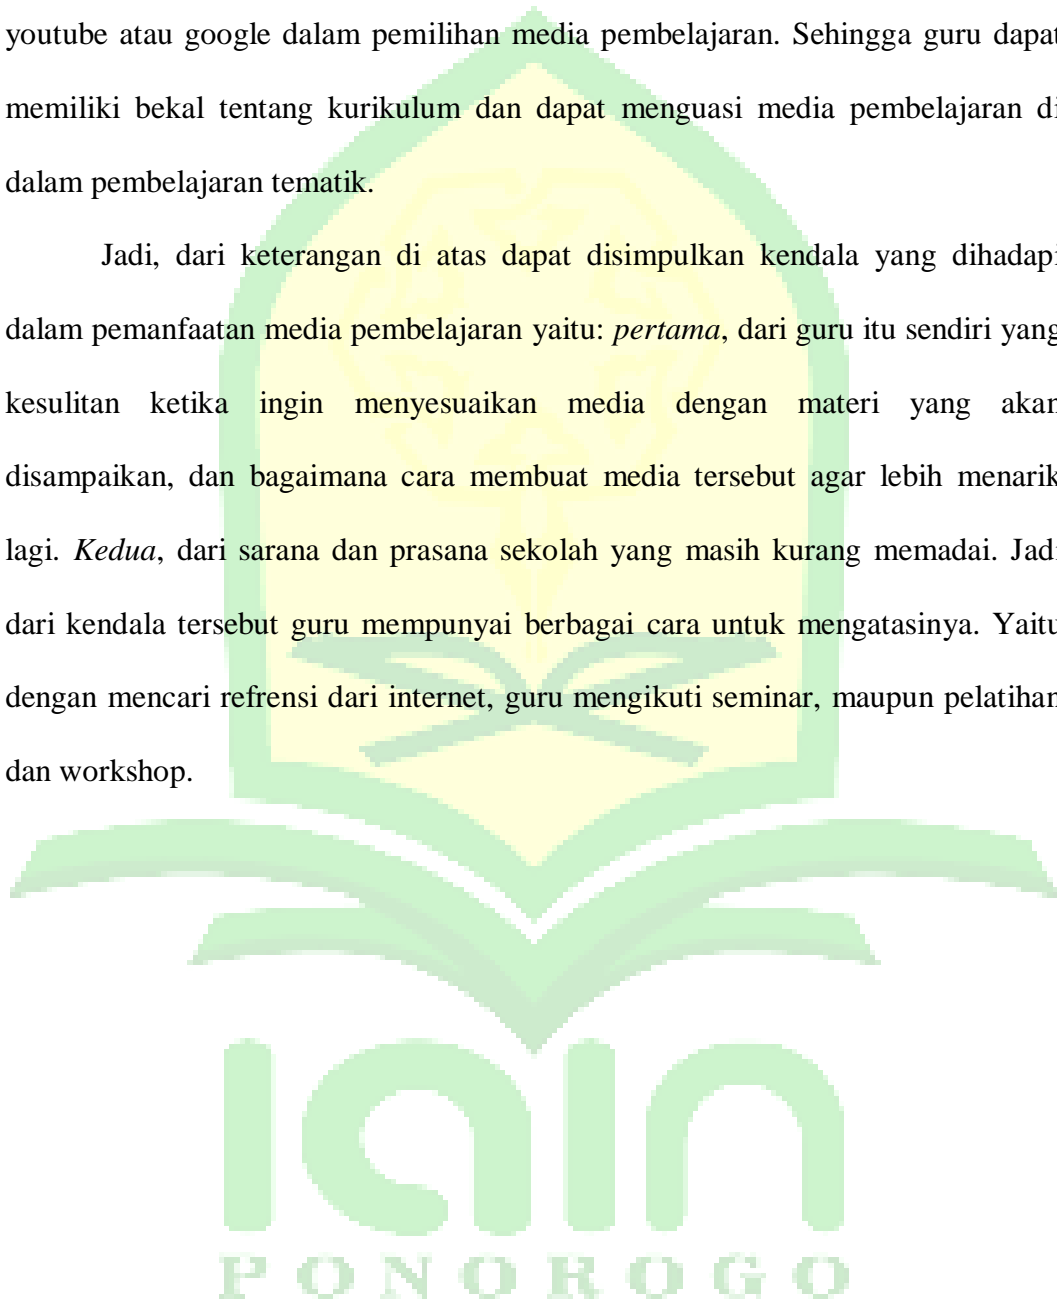 youtube atau google dalam pemilihan media pembelajaran. Sehingga guru dapat
memiliki bekal tentang kurikulum dan dapat menguasi media pembelajaran di
dalam pembelajaran tematik.
Jadi, dari keterangan di atas dapat disimpulkan kendala yang dihadapi
dalam pemanfaatan media pembelajaran yaitu: pertama, dari guru itu sendiri yang
kesulitan ketika ingin menyesuaikan media dengan materi yang akan
disampaikan, dan bagaimana cara membuat media tersebut agar lebih menarik
lagi. Kedua, dari sarana dan prasana sekolah yang masih kurang memadai. Jadi
dari kendala tersebut guru mempunyai berbagai cara untuk mengatasinya. Yaitu
dengan mencari refrensi dari internet, guru mengikuti seminar, maupun pelatihan
dan workshop.
iain
PONOROGO